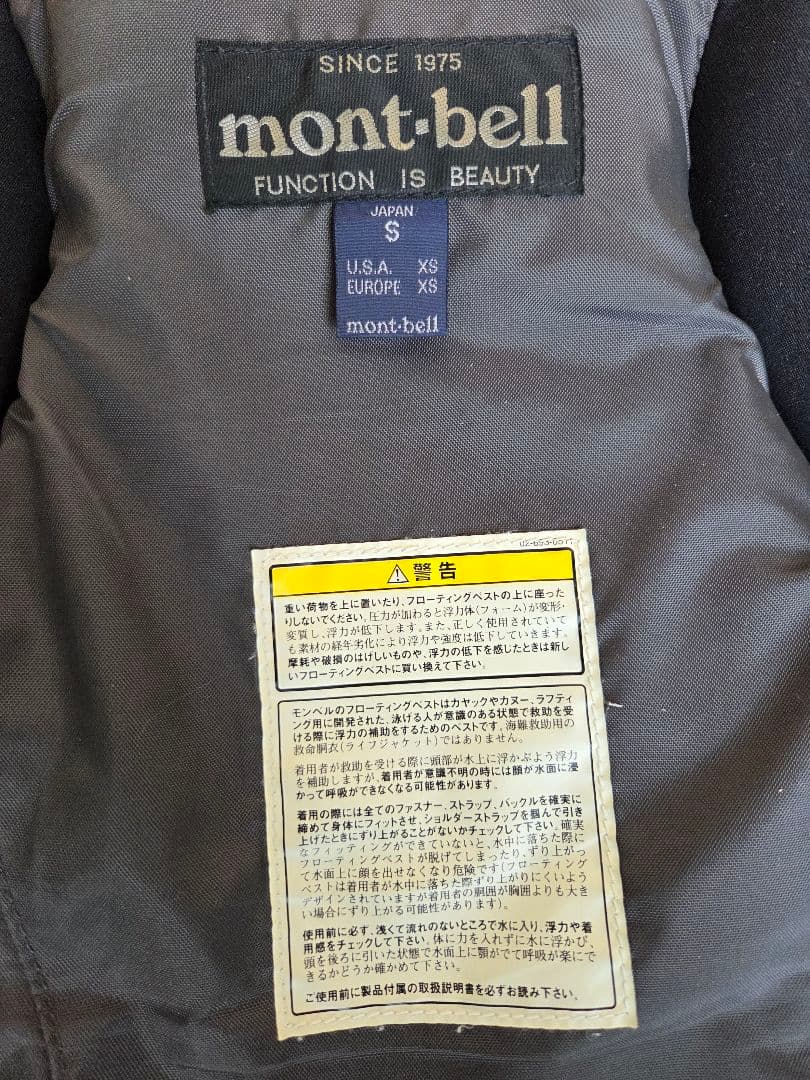 SINCE 1975
mont-bell
FUNCTION IS BEAUTY
JAPAN
S
U.S.A. XS
EUROPE XS
mont-bell
⚠警告
重い荷物を上に置いたり、フローティングベストの上に座った
りしないでください。圧力が加わると浮力体(フォーム)が変形・
変質し、浮力が低下します。また、正しく使用されていて
も素材の経年劣化により浮力や強度は低下していきます。
摩耗や破損のはげしいものや、浮力の低下を感じたときは新し
いフローティングベストに買い換えて下さい。
モンベルのフローティングベストはカヤックやカヌー、ラフティ
ング用に開発された、泳げる人が意識のある状態で救助を受
ける際に浮力の補助をするためのベストです。海難救助用の
救命胴衣(ライフジャケット)ではありません。
着用者が救助を受ける際に頭部が水上に浮かぶよう浮力
を補助しますが、着用者が意識不明の時には顔が水面に浸
かって呼吸ができなくなる可能性があります。
着用の際には全てのファスナー、ストラップ、バックルを確実に
締めて身体にフィットさせ、ショルダーストラップを掴んで引き
上げたときにずり上がることがないかチェックして下さい。確実
なフィッティングができていないと、水中に落ちた際に
フローティングベストが脱げてしまったり、ずり上がっ
て水面上に顔を出せなくなり危険です(フローティング
ベストは着用者が水中に落ちた際ずり上がりにくいよう
デザインされていますが着用者の胴囲が胸囲よりも大き
い場合にずり上がる可能性があります)。
使用前に必ず、浅くて流れのないところで水に入り、浮力や着
用感をチェックして下さい。体に力を入れずに水に浮かび、
頭を後ろに引いた状態で水面上に顎がでて呼吸が楽にで
きるかどうか確かめて下さい。
ご使用前に製品付属の取扱説明書を必ずお読み下さい。